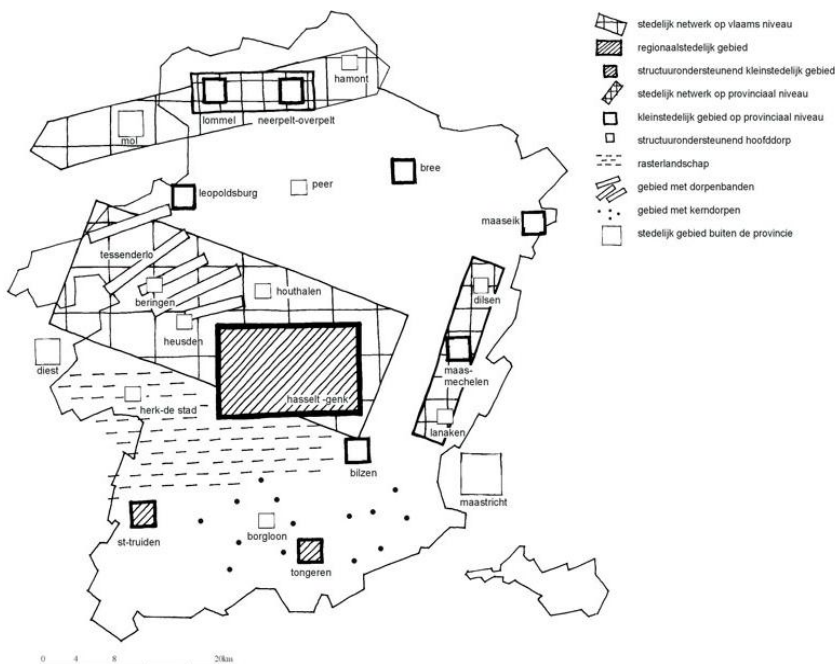 hamont
lommel
neerpelt-overpelt
mol
leopoldsburg
peer
bree
maaseik
tessenderlo
beringen
houthalen
dilsen
heusden
diest
maas-
mechelen
herk-de stad
hasselt -genk
lanaken
bilzen
maastricht
st-truiden
borgloon
tongeren
0 4 8 20km
stedelijk netwerk op vlaams niveau
regionaalstedelijk gebied
structuurondersteunend kleinstedelijk gebied
stedelijk netwerk op provinciaal niveau
kleinstedelijk gebied op provinciaal niveau
structuurondersteunend hoofddorp
rasterlandschap
gebied met dorpenbanden
gebied met kerndorpen
stedelijk gebied buiten de provincie